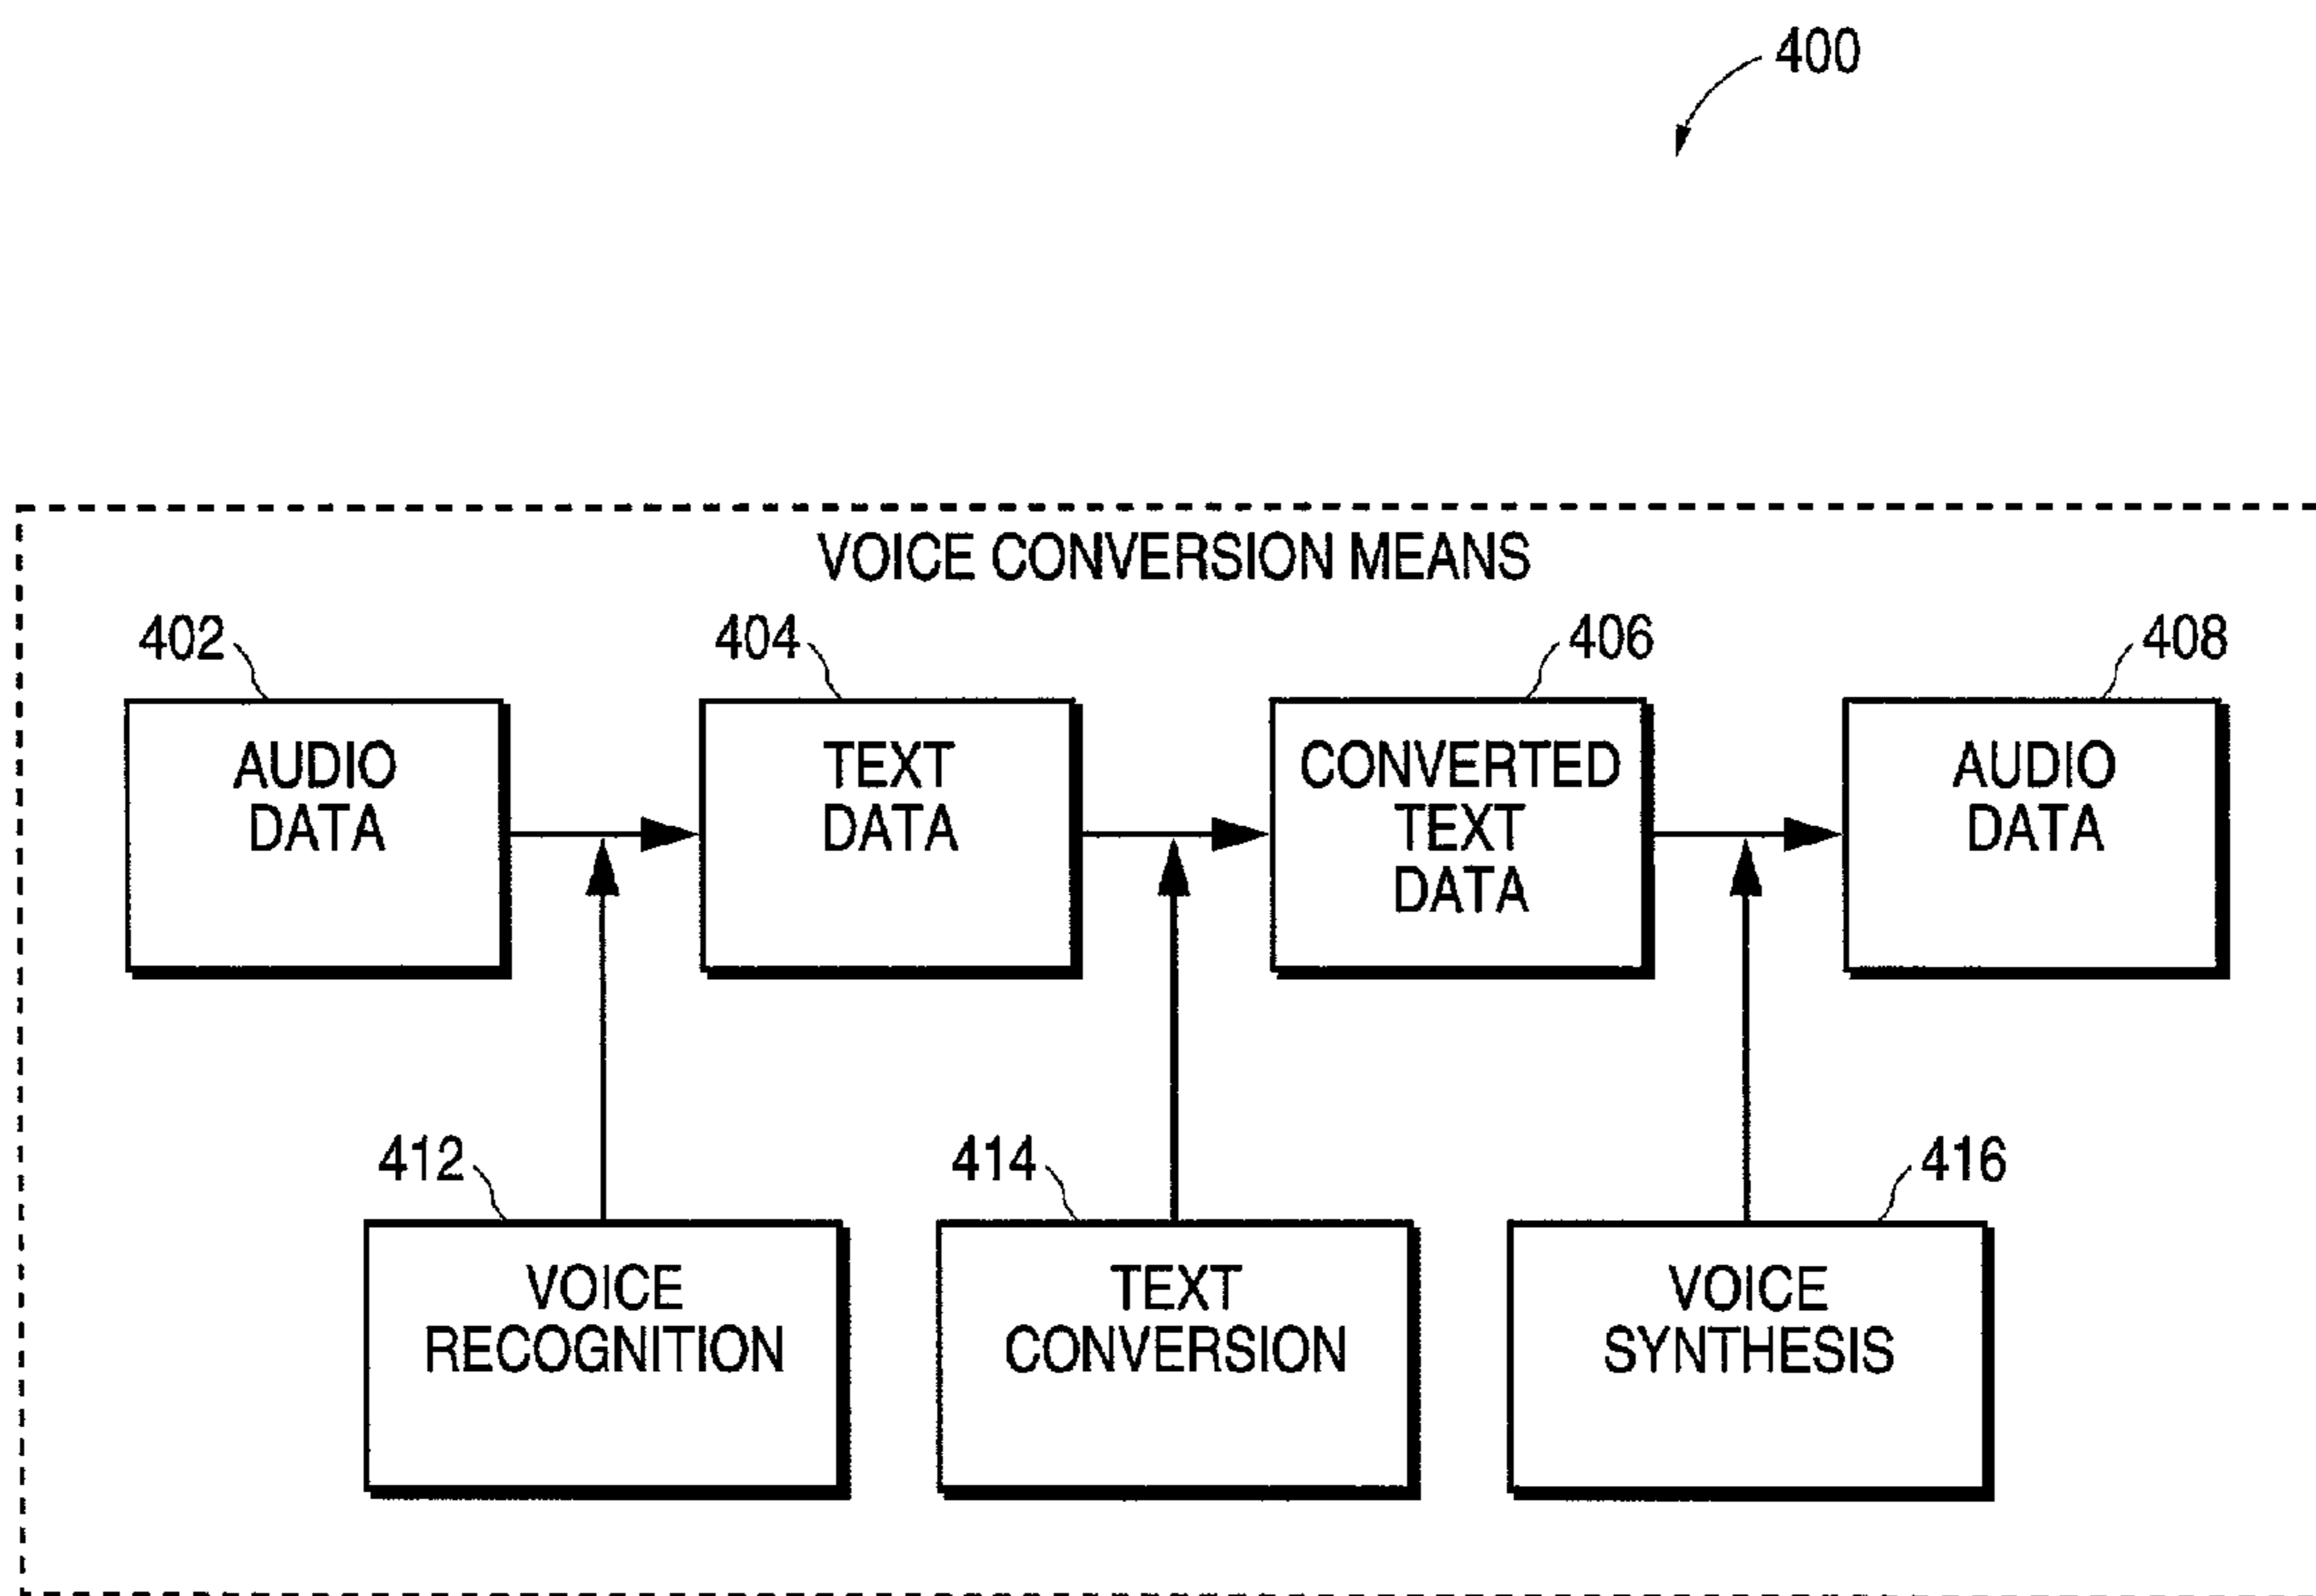 400
VOICE CONVERSION MEANS
402
404
406
408
AUDIO
DATA
TEXT
DATA
CONVERTED
TEXT
DATA
AUDIO
DATA
412
414
416
VOICE
RECOGNITION
TEXT
CONVERSION
VOICE
SYNTHESIS